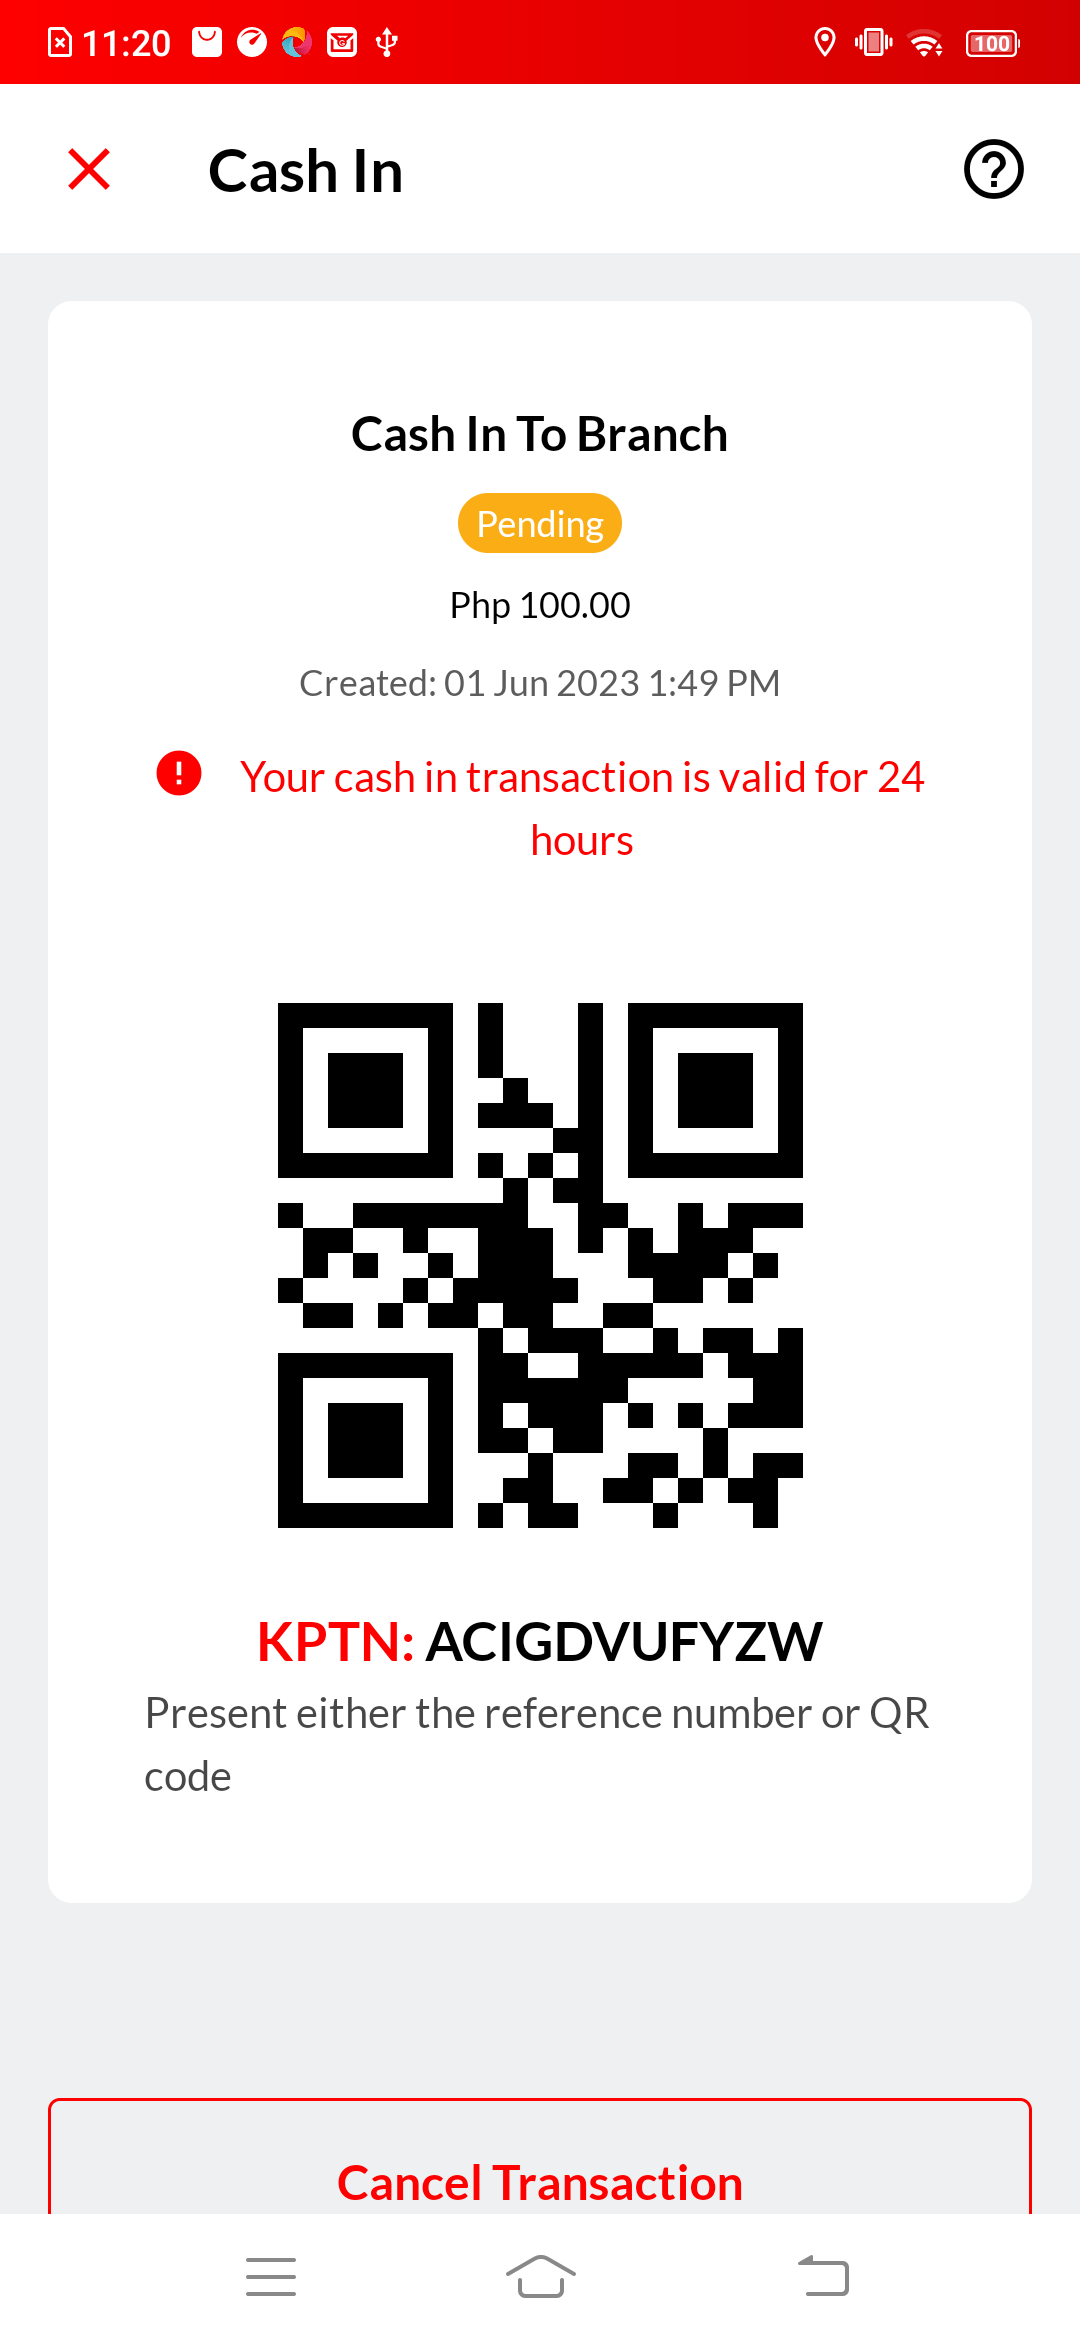 11:20
100
Cash In
Cash In To Branch
Pending
Php 100.00
Created: 01 Jun 2023 1:49 PM
Your cash in transaction is valid for 24
hours
KPTN: ACIGDVUFYZW
Present either the reference number or QR
code
Cancel Transaction